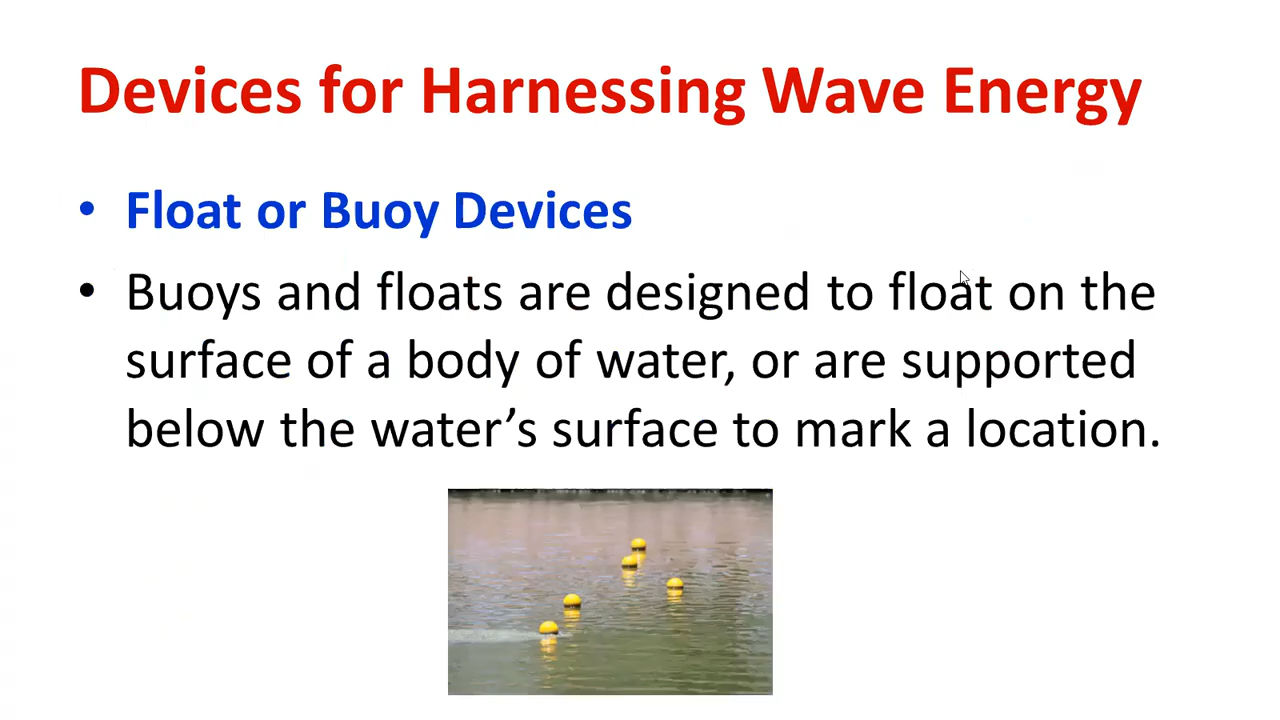 Devices for Harnessing Wave Energy
• Float or Buoy Devices
• Buoys and floats are designed to float on the
surface of a body of water, or are supported
below the water’s surface to mark a location.